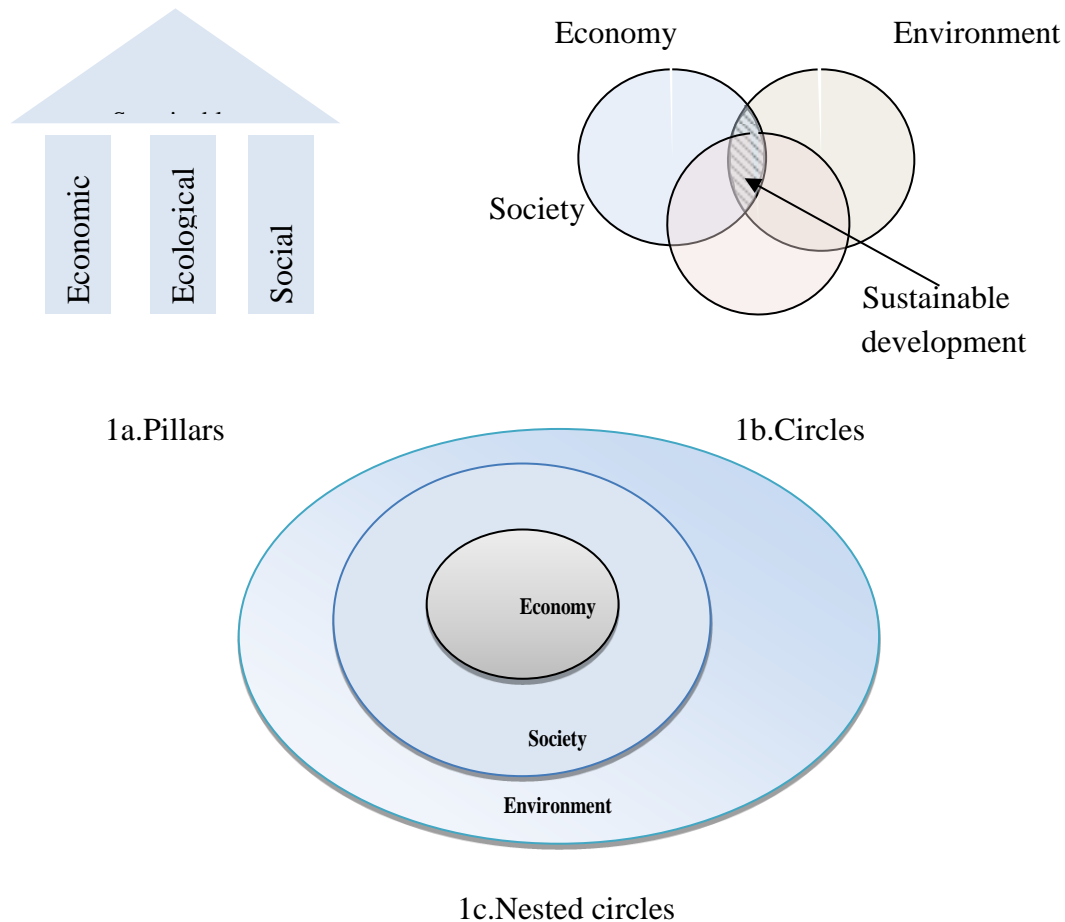 Economic
Ecological
Social
Economy
Environment
Society
Sustainable
development
1a.Pillars
1b.Circles
Economy
Society
Environment
1c.Nested circles